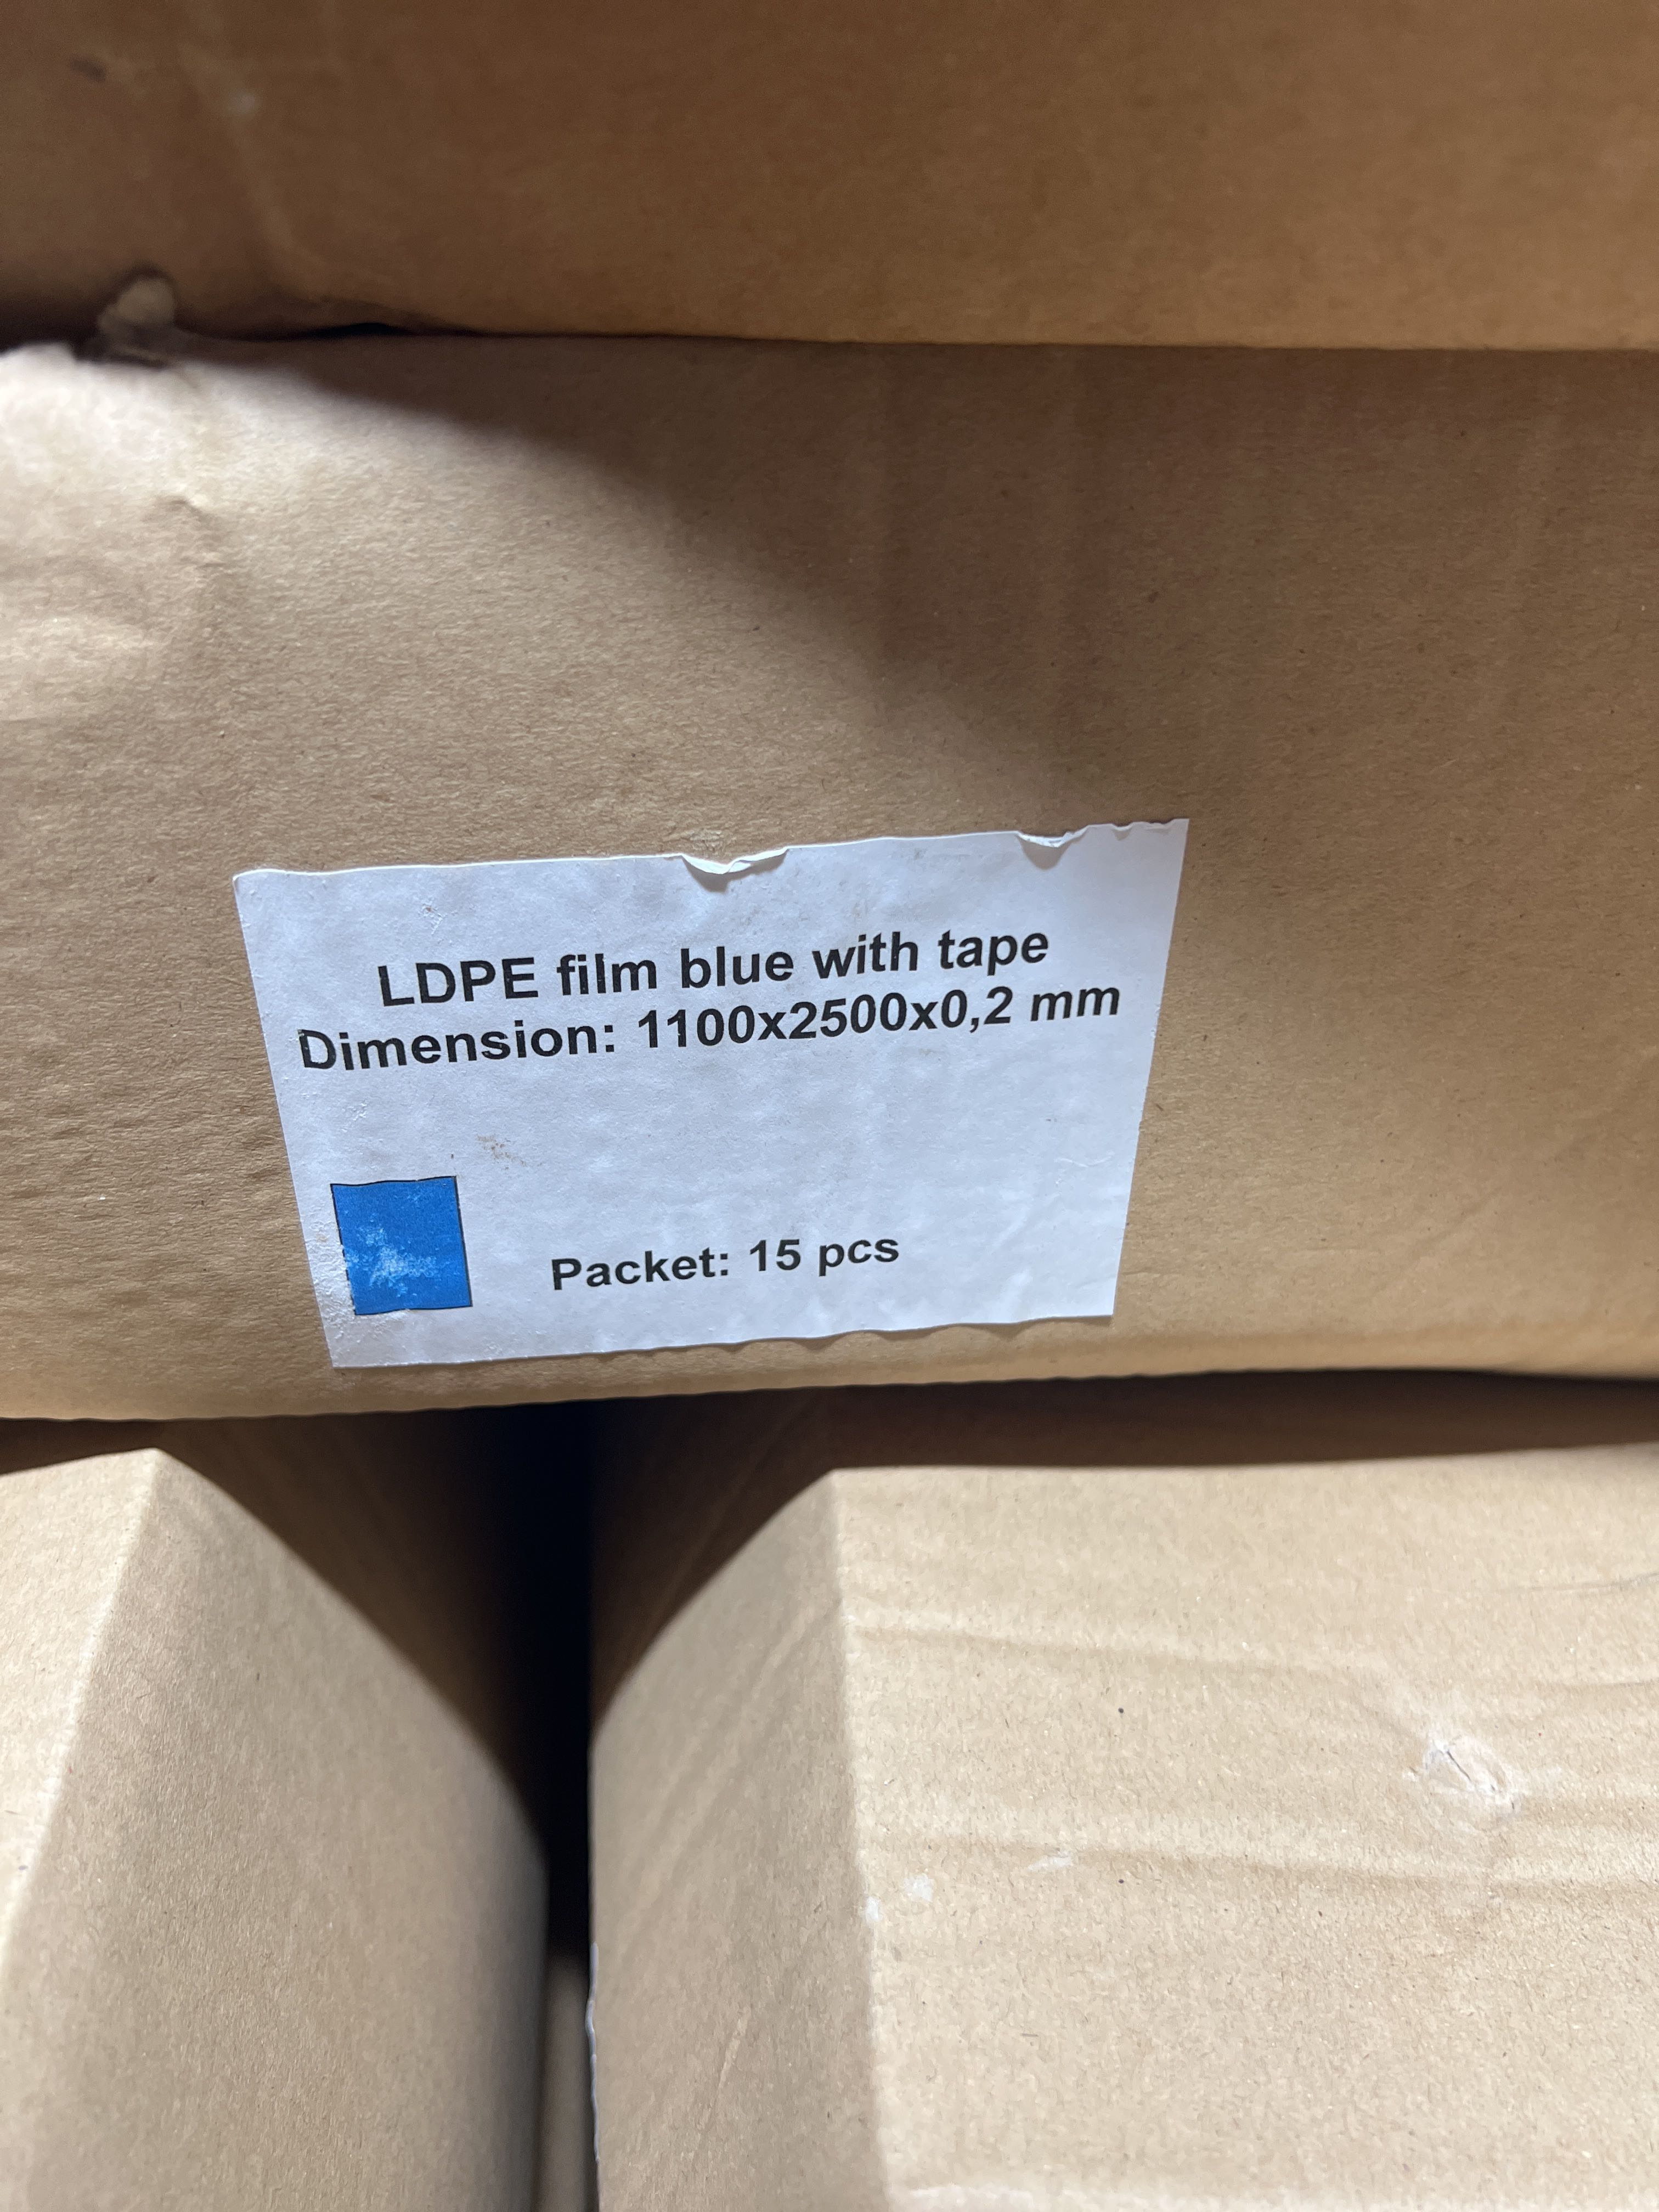 LDPE film blue with tape
Dimension: 1100x2500x0,2 mm
Packet: 15 pcs